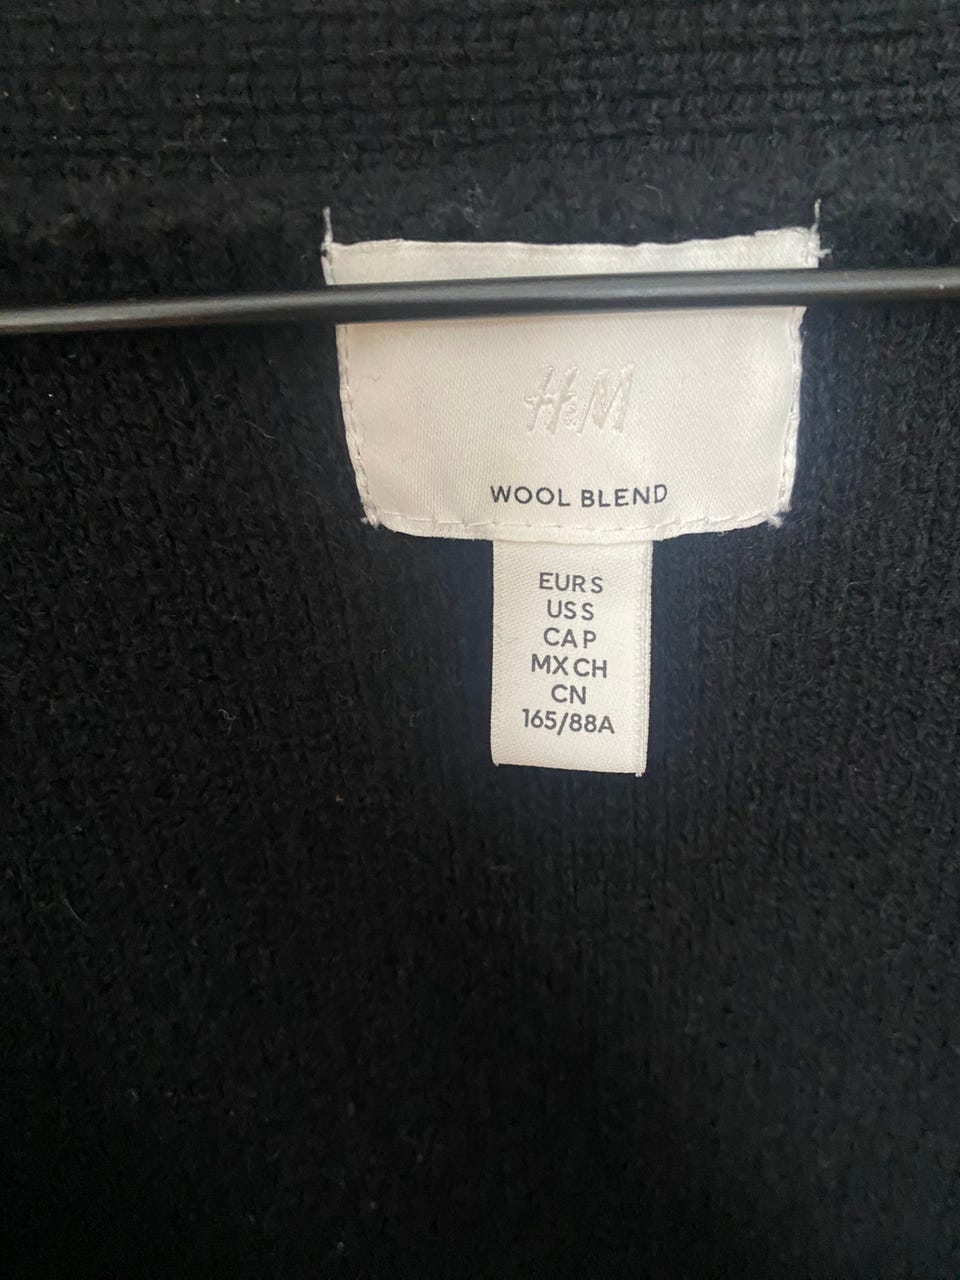 H&M
WOOL BLEND
EUR S
US S
CA P
MX CH
CN
165/88A